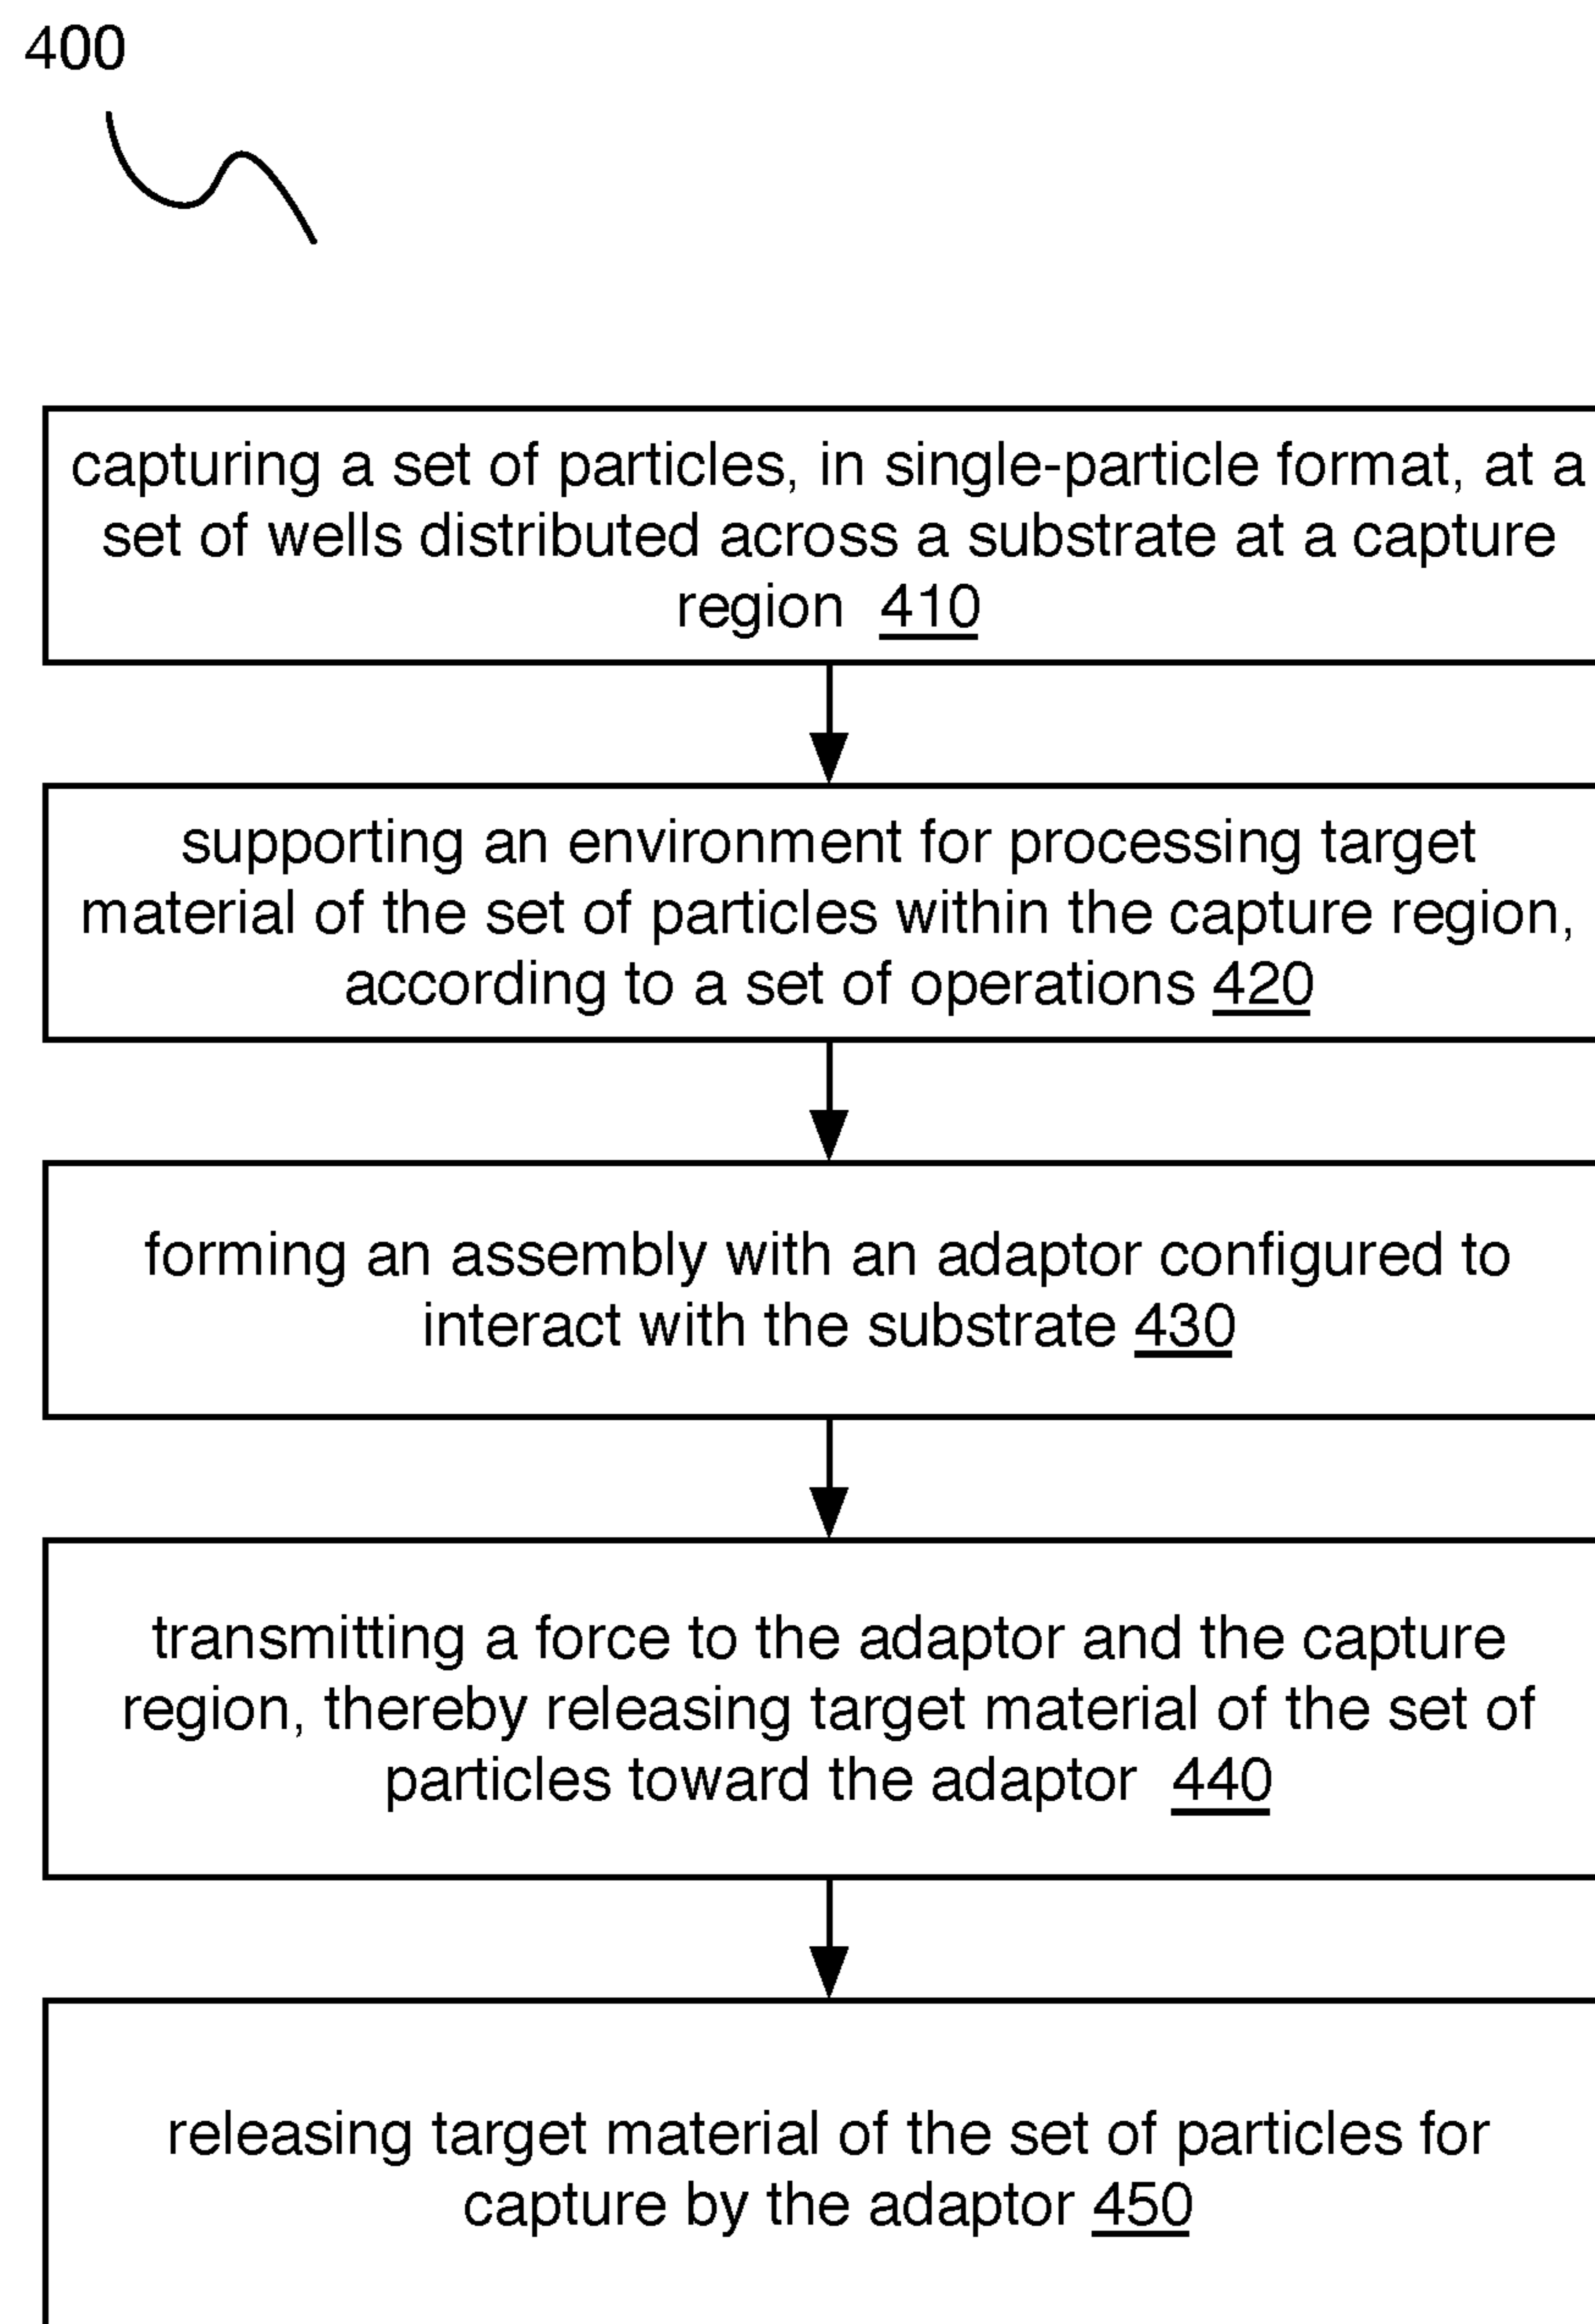 400
capturing a set of particles, in single-particle format, at a
set of wells distributed across a substrate at a capture
region 410
supporting an environment for processing target
material of the set of particles within the capture region,
according to a set of operations 420
forming an assembly with an adaptor configured to
interact with the substrate 430
transmitting a force to the adaptor and the capture
region, thereby releasing target material of the set of
particles toward the adaptor 440
releasing target material of the set of particles for
capture by the adaptor 450